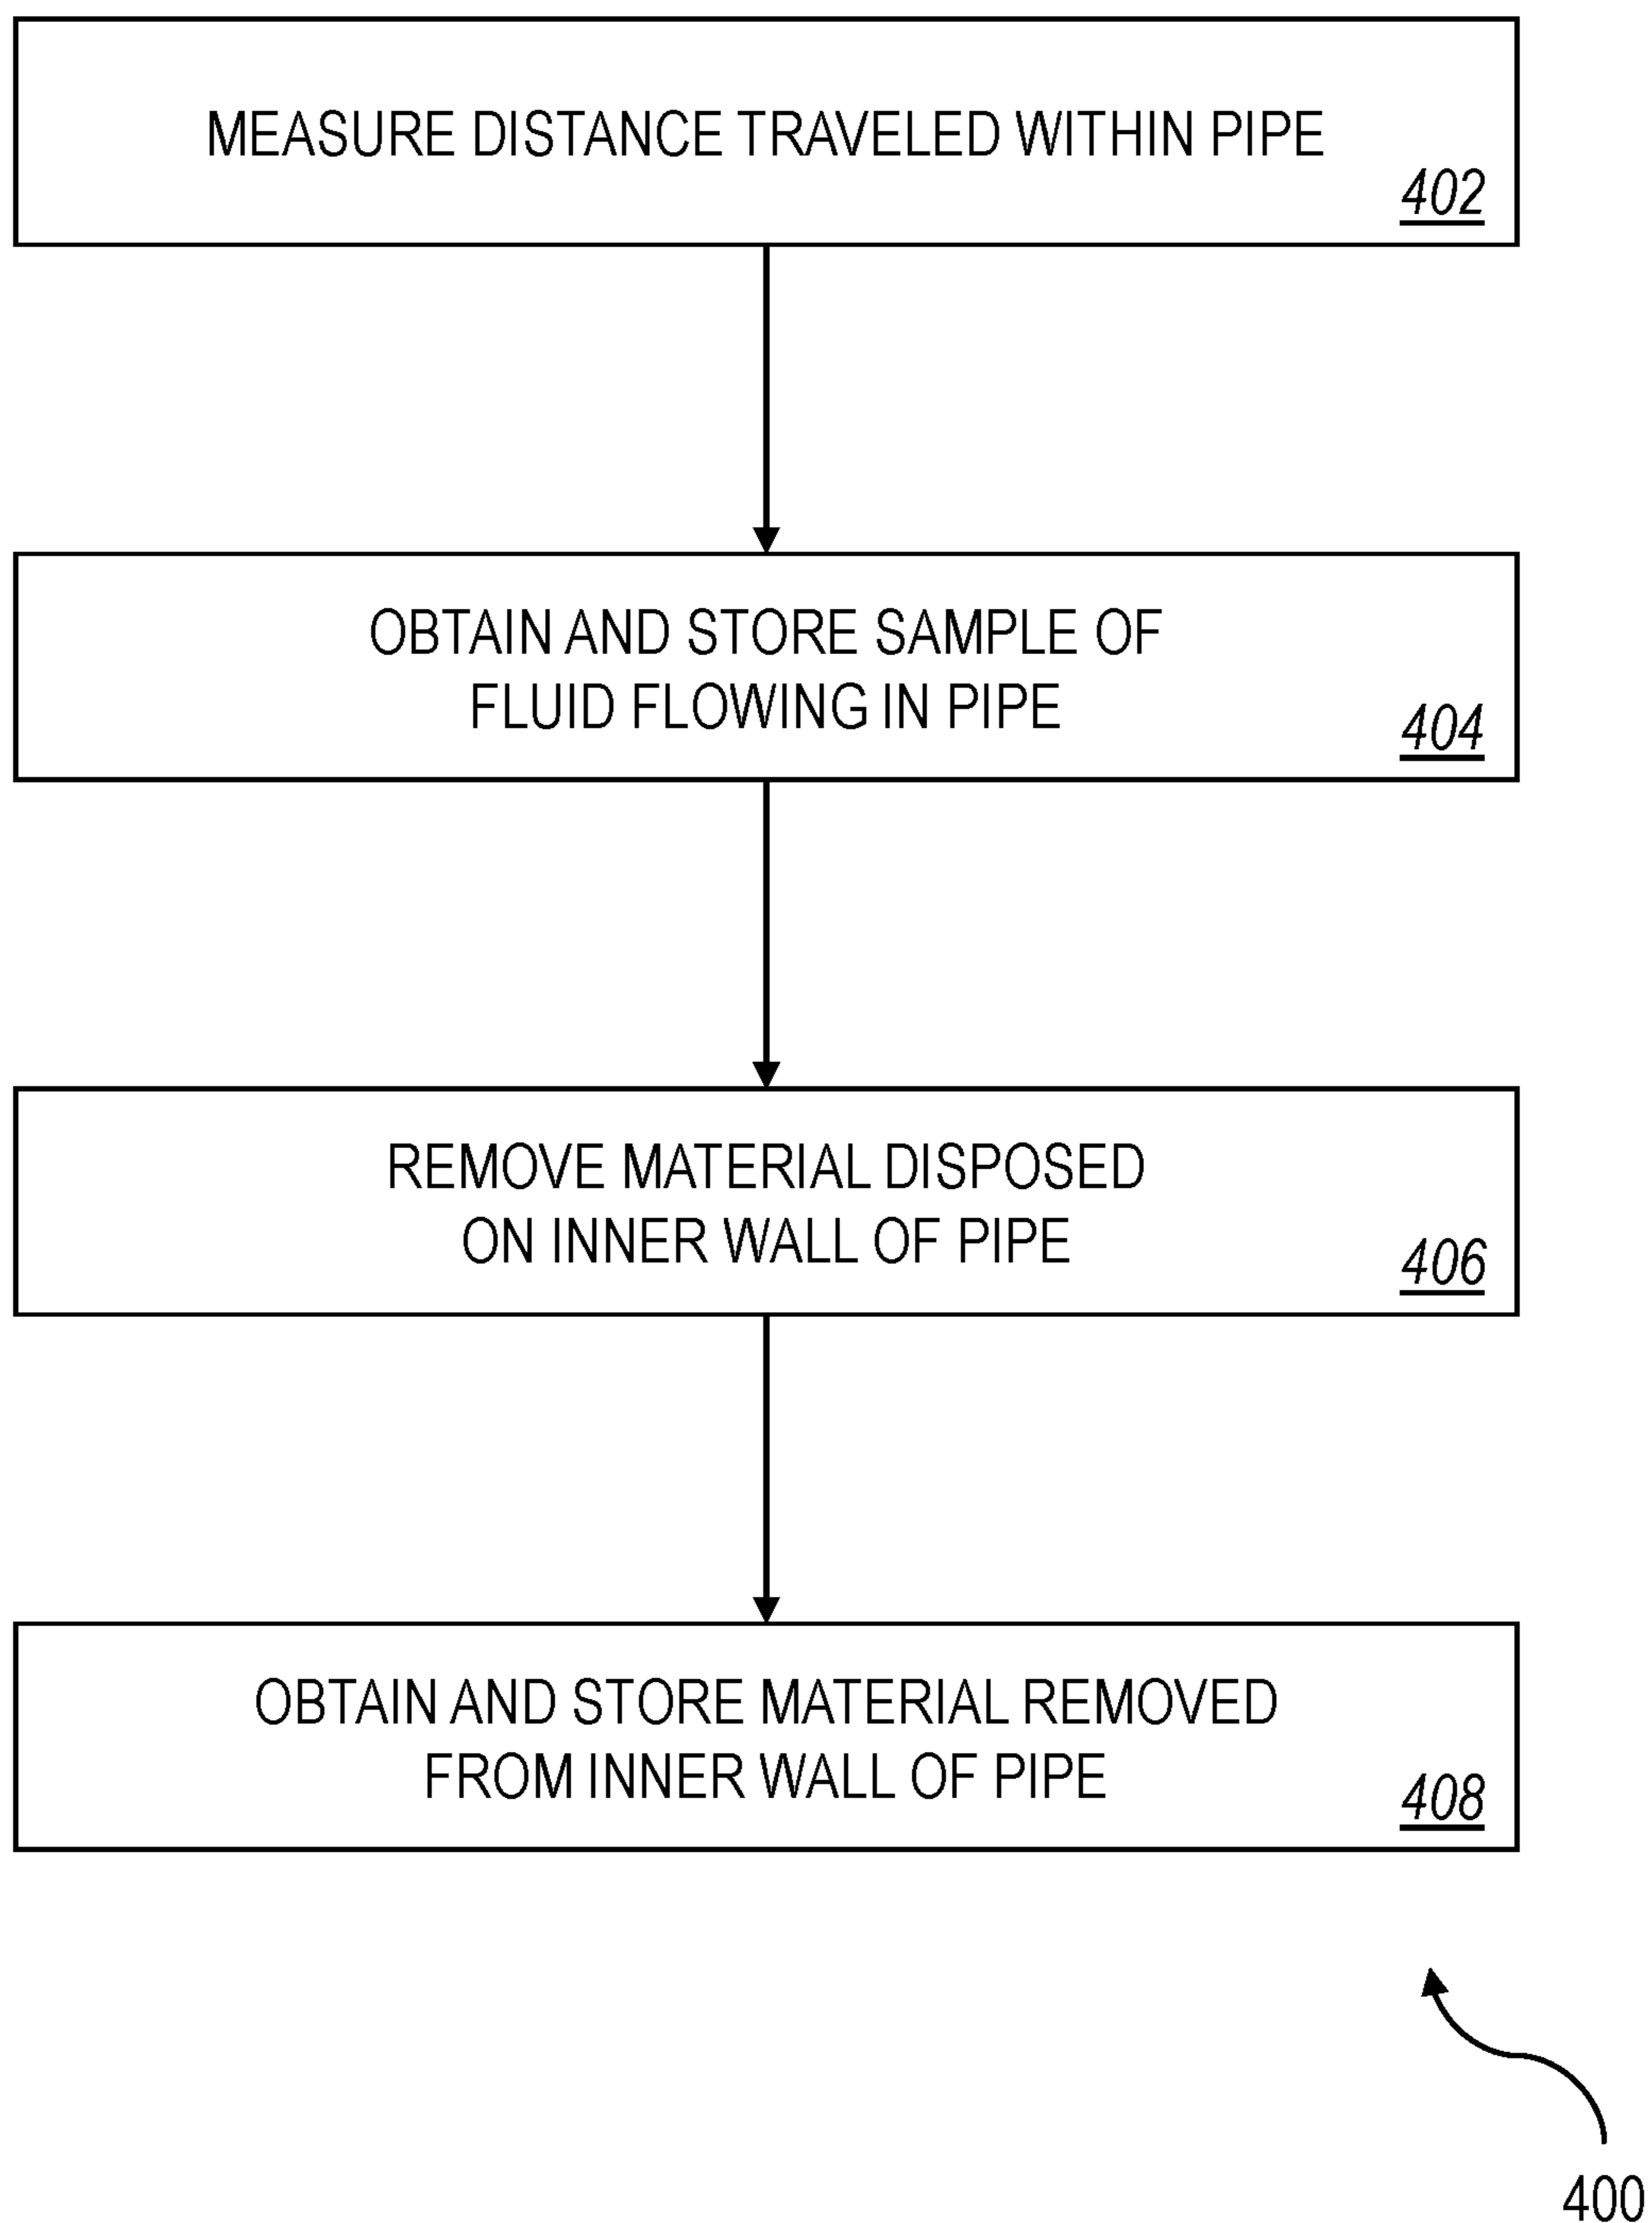 MEASURE DISTANCE TRAVELED WITHIN PIPE
402
OBTAIN AND STORE SAMPLE OF
FLUID FLOWING IN PIPE
404
REMOVE MATERIAL DISPOSED
ON INNER WALL OF PIPE
406
OBTAIN AND STORE MATERIAL REMOVED
FROM INNER WALL OF PIPE
408
400